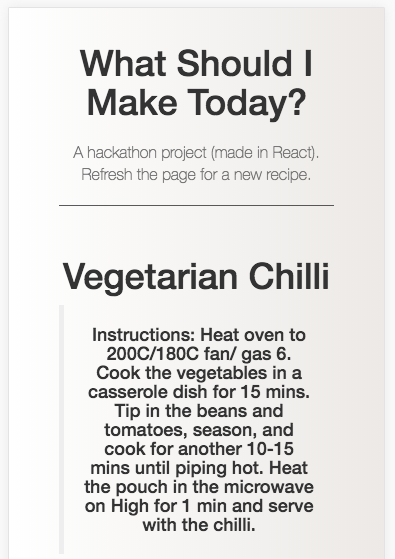 What Should I
Make Today?
A hackathon project (made in React).
Refresh the page for a new recipe.
Vegetarian Chilli
Instructions: Heat oven to
200C/180C fan/ gas 6.
Cook the vegetables in a
casserole dish for 15 mins.
Tip in the beans and
tomatoes, season, and
cook for another 10-15
mins until piping hot. Heat
the pouch in the microwave
on High for 1 min and serve
with the chilli.